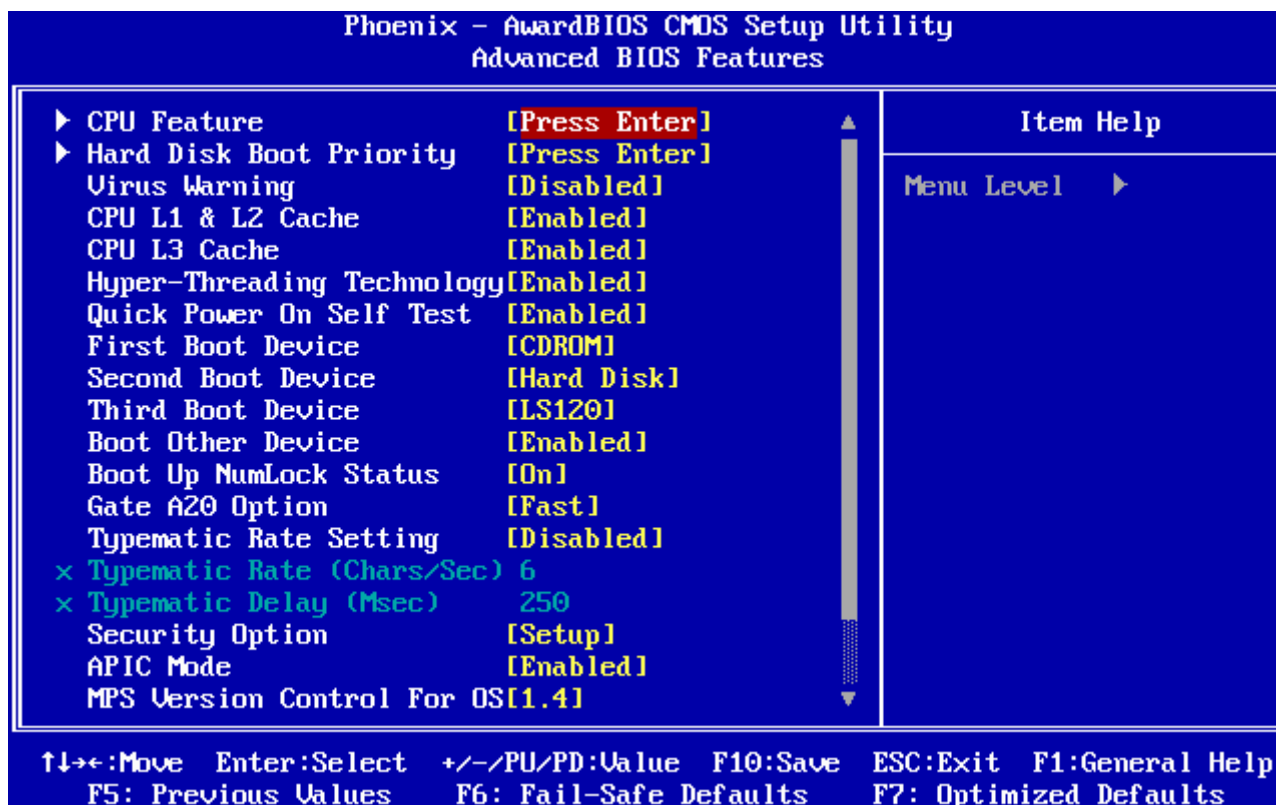 Phoenix - AwardBIOS CMOS Setup Utility
Advanced BIOS Features
CPU Feature [Press Enter]
Hard Disk Boot Priority [Press Enter]
Virus Warning [Disabled]
CPU L1 & L2 Cache [Enabled]
CPU L3 Cache [Enabled]
Hyper-Threading Technology[Enabled]
Quick Power On Self Test [Enabled]
First Boot Device [CDROM]
Second Boot Device [Hard Disk]
Third Boot Device [LS120]
Boot Other Device [Enabled]
Boot Up NumLock Status [On]
Gate A20 Option [Fast]
Typematic Rate Setting [Disabled]
x Typematic Rate (Chars/Sec) 6
x Typematic Delay (Msec) 250
Security Option [Setup]
APIC Mode [Enabled]
MPS Version Control For OS[1.4]
Item Help
Menu Level
↑↓→←:Move Enter:Select +/-/PU/PD:Value F10:Save ESC:Exit F1:General Help
F5: Previous Values F6: Fail-Safe Defaults F7: Optimized Defaults